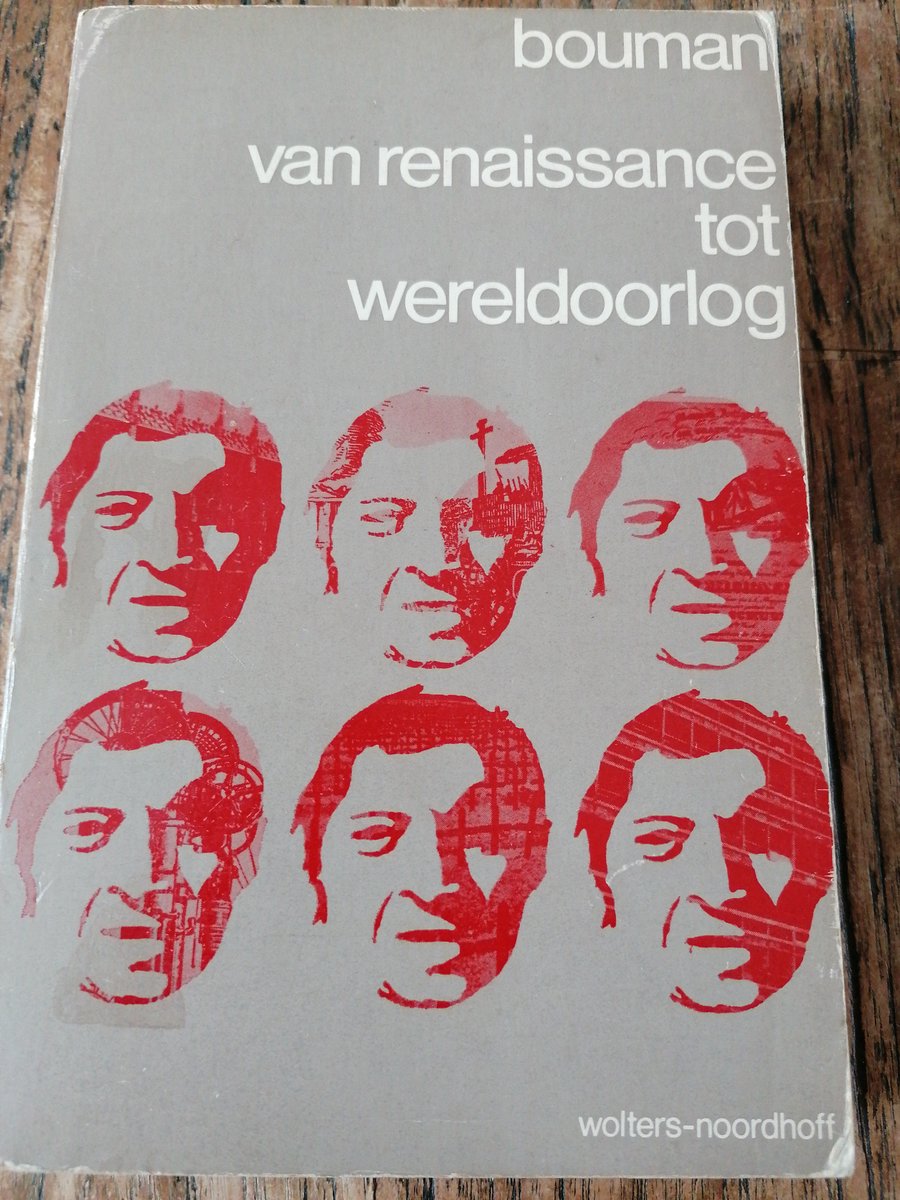 bouman
van renaissance
tot
wereldoorlog
wolters-noordhoff